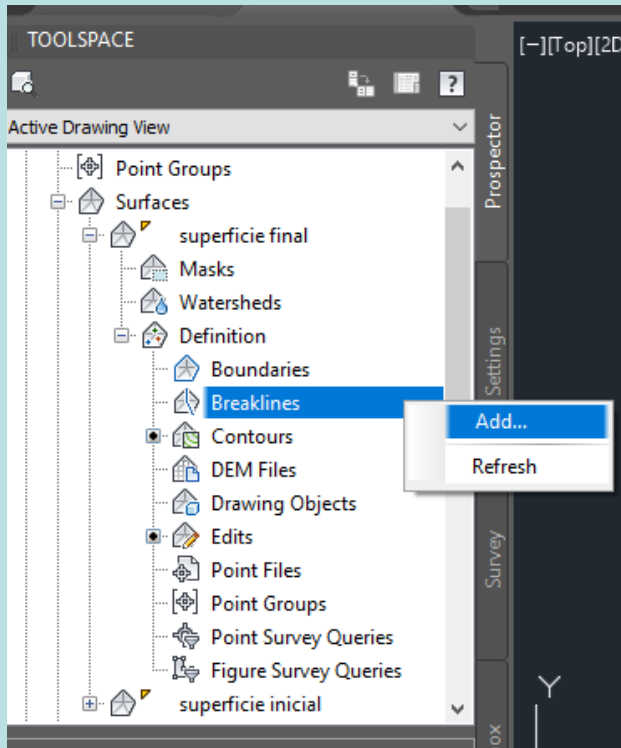 TOOLSPACE
[−][Top][2D
?
Active Drawing View
Prospector
Point Groups
Surfaces
superficie final
Masks
Watersheds
Definition
Settings
Boundaries
Breaklines
Add...
Contours
Refresh
DEM Files
Drawing Objects
Edits
Survey
Point Files
Point Groups
Point Survey Queries
Figure Survey Queries
Y
superficie inicial
ox